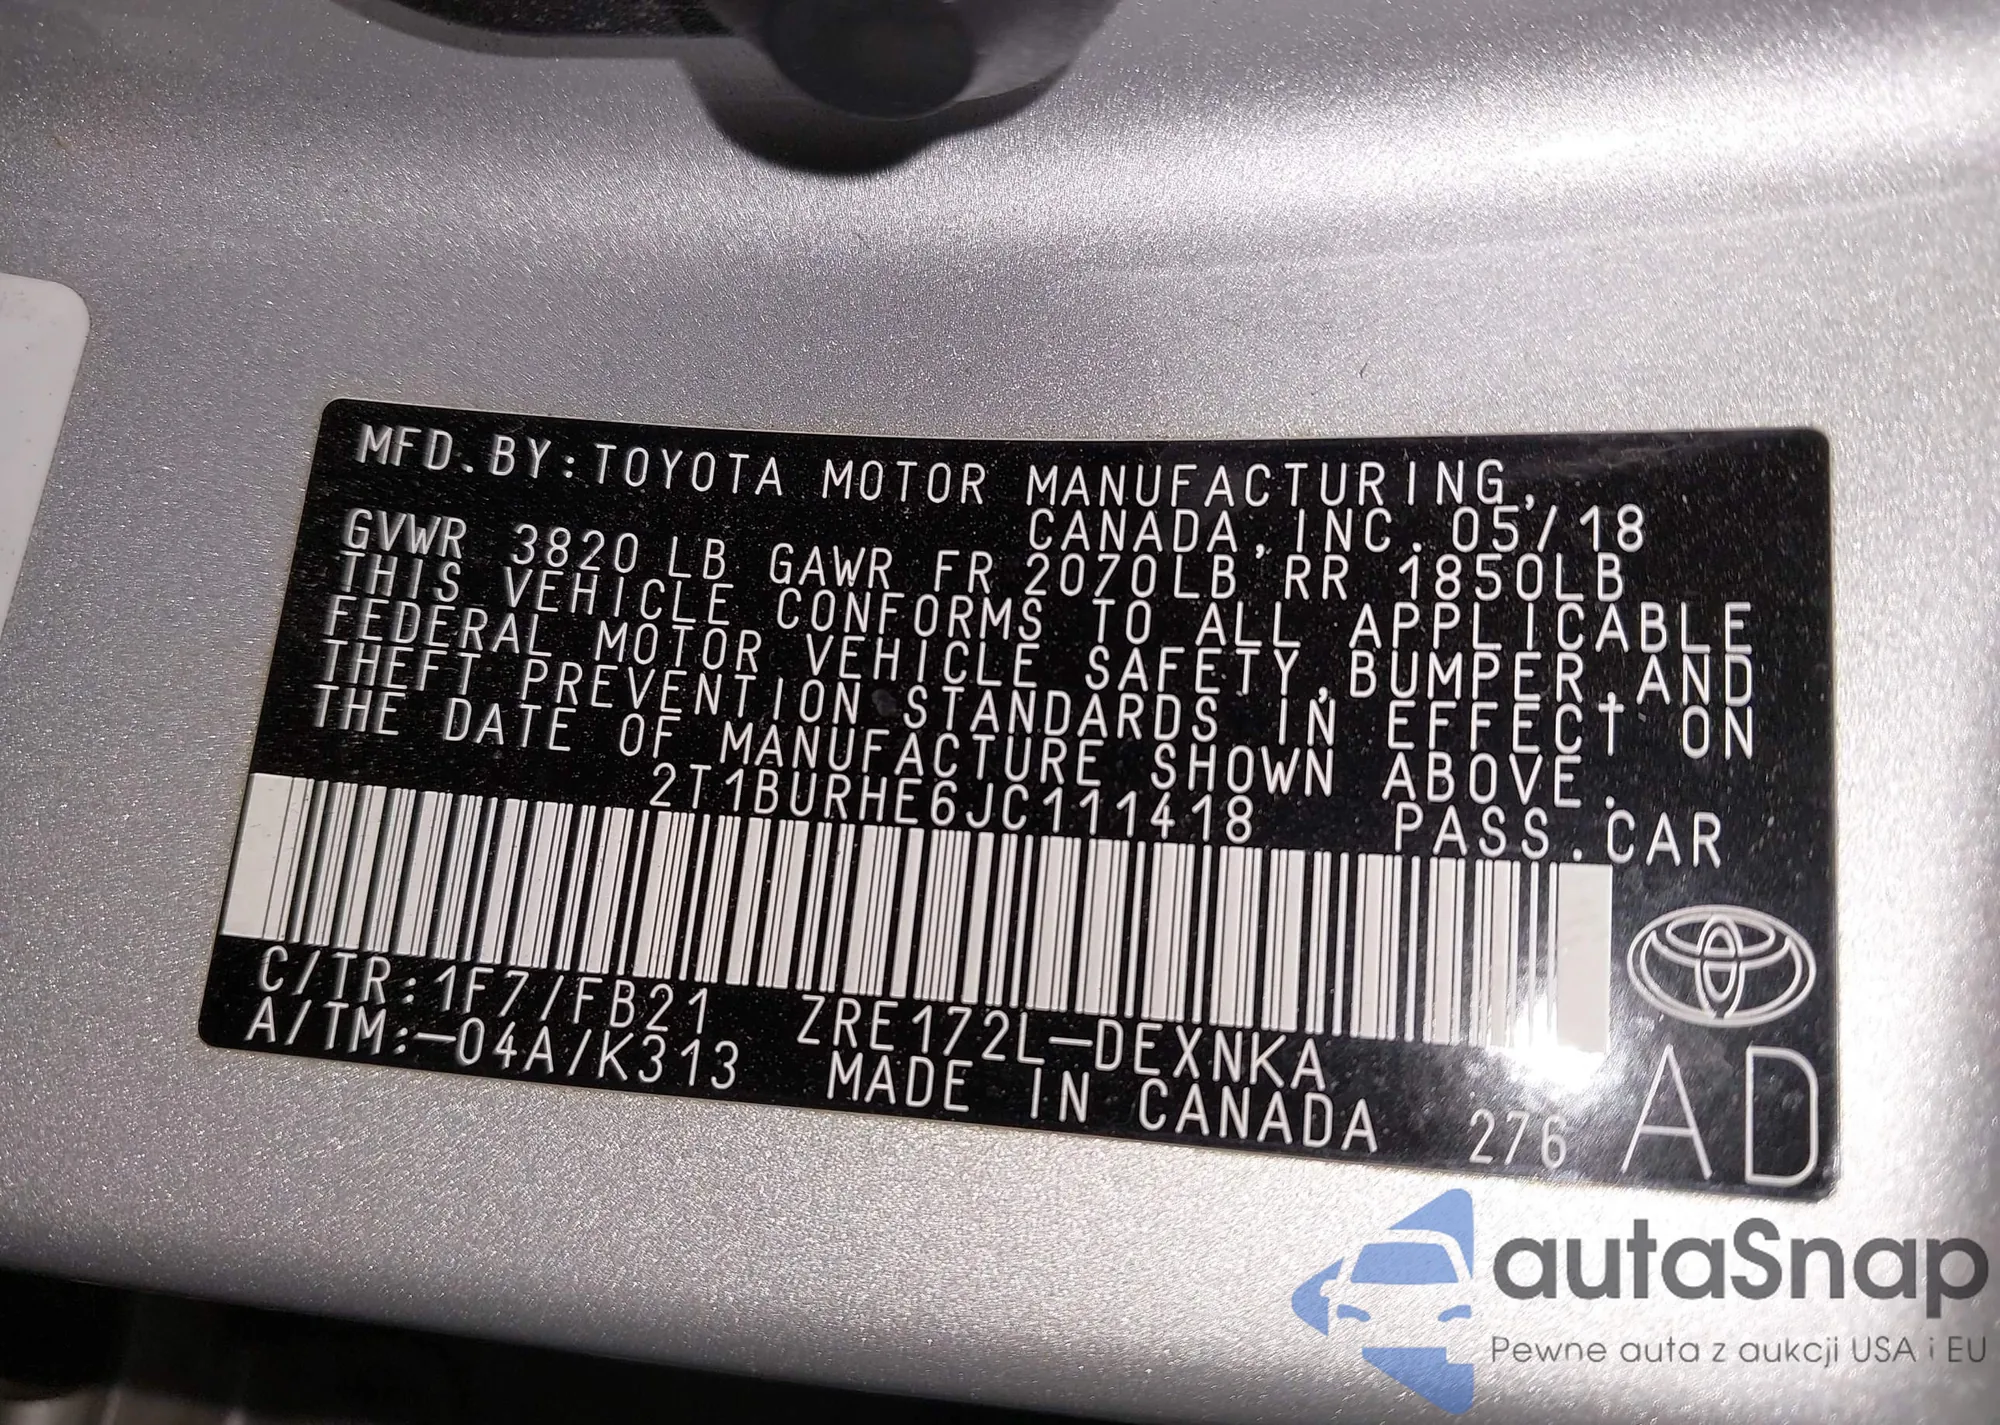 MFD.BY:TOYOTA MOTOR MANUFACTURING,
CANADA,INC. 05/18
GVWR 3820 LB GAWR FR 2070LB RR 1850LB
THIS VEHICLE CONFORMS TO ALL APPLICABLE
FEDERAL MOTOR VEHICLE SAFETY,BUMPER,AND
THEFT PREVENTION STANDARDS IN EFFECT ON
THE DATE OF MANUFACTURE SHOWN ABOVE.
2T1BURHE6JC111418 PASS.CAR
C/TR:1F7/FB21 ZRE172L-DEXNKA
A/TM:-04A/K313 MADE IN CANADA 276
AD
autaSnap
Pewne auta z aukcji USA i EU